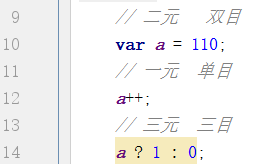 9 // 二元 双目
10 var a = 110;
11 // 一元 单目
12 a++;
13 // 三元 三目
14 a ? 1 : 0;